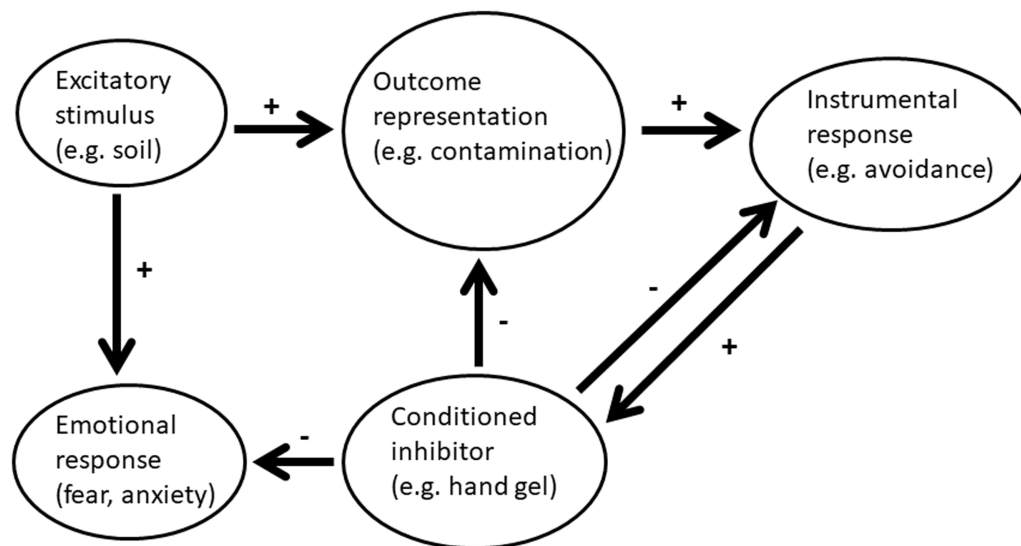 Excitatory
stimulus
(e.g. soil)
+
Outcome
representation
(e.g. contamination)
+
Instrumental
response
(e.g. avoidance)
+
-
-
+
Emotional
response
(fear, anxiety)
-
Conditioned
inhibitor
(e.g. hand gel)